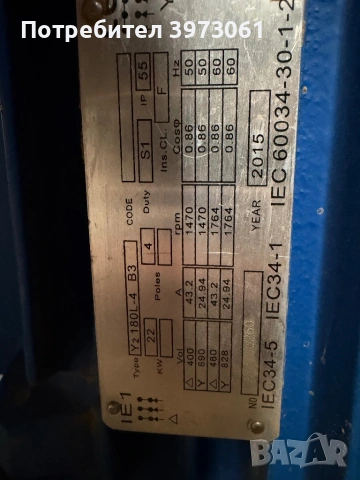 Потребител 3973061
IE1
Type Y2 180L-4 B3 CODE IP 55
KW 22 Poles 4 Duty S1 Ins.CL. F
Vol A rpm Cosφ Hz
△ 400 43.2 1470 0.86 50
Y 690 24.94 1470 0.86 50
△ 480 43.2 1764 0.86 60
Y 828 24.94 1764 0.86 60
NO YEAR 2015
IEC34-5 IEC34-1 IEC 60034-30-1-2
BAZAR